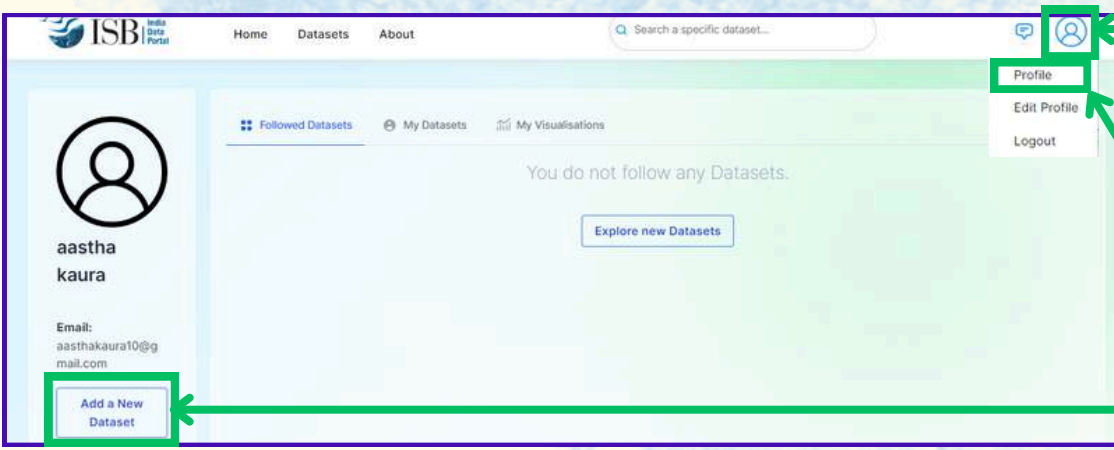 ISB India Data Portal
Home Datasets About
Search a specific dataset...
Profile
Edit Profile
Logout
Followed Datasets My Datasets My Visualisations
You do not follow any Datasets.
Explore new Datasets
aastha
kaura
Email:
aasthakaura10@g
mail.com
Add a New
Dataset